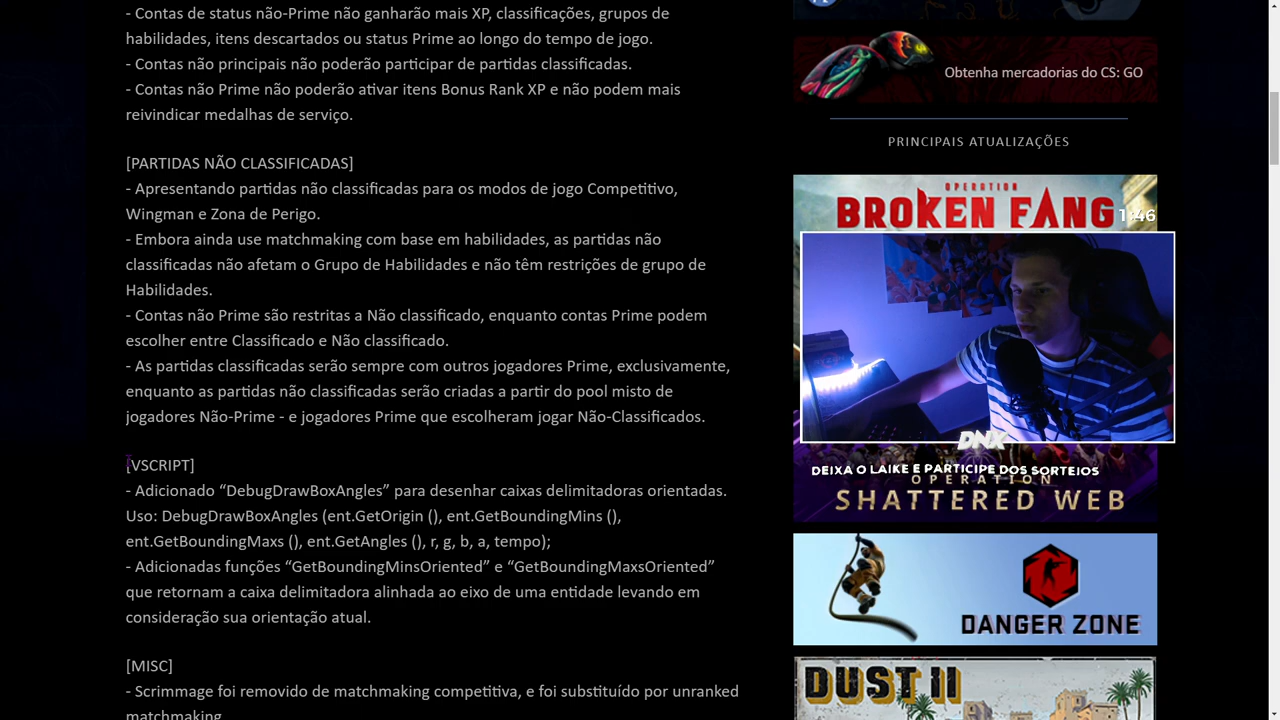 - Contas de status não-Prime não ganharão mais XP, classificações, grupos de
habilidades, itens descartados ou status Prime ao longo do tempo de jogo.
- Contas não principais não poderão participar de partidas classificadas.
- Contas não Prime não poderão ativar itens Bonus Rank XP e não podem mais
reivindicar medalhas de serviço.
[PARTIDAS NÃO CLASSIFICADAS]
- Apresentando partidas não classificadas para os modos de jogo Competitivo,
Wingman e Zona de Perigo.
- Embora ainda use matchmaking com base em habilidades, as partidas não
classificadas não afetam o Grupo de Habilidades e não têm restrições de grupo de
Habilidades.
- Contas não Prime são restritas a Não classificado, enquanto contas Prime podem
escolher entre Classificado e Não classificado.
- As partidas classificadas serão sempre com outros jogadores Prime, exclusivamente,
enquanto as partidas não classificadas serão criadas a partir do pool misto de
jogadores Não-Prime - e jogadores Prime que escolheram jogar Não-Classificados.
[VSCRIPT]
- Adicionado “DebugDrawBoxAngles” para desenhar caixas delimitadoras orientadas.
Uso: DebugDrawBoxAngles (ent.GetOrigin (), ent.GetBoundingMins (),
ent.GetBoundingMaxs (), ent.GetAngles (), r, g, b, a, tempo);
- Adicionadas funções “GetBoundingMinsOriented” e “GetBoundingMaxsOriented”
que retornam a caixa delimitadora alinhada ao eixo de uma entidade levando em
consideração sua orientação atual.
[MISC]
- Scrimmage foi removido de matchmaking competitiva, e foi substituído por unranked
matchmaking
Obtenha mercadorias do CS: GO
PRINCIPAIS ATUALIZAÇÕES
OPERATION
BROKEN FANG
1:46
DNX
DEIXA O LAIKE E PARTICIPE DOS SORTEIOS
OPERATION
SHATTERED WEB
DANGER ZONE
DUST II